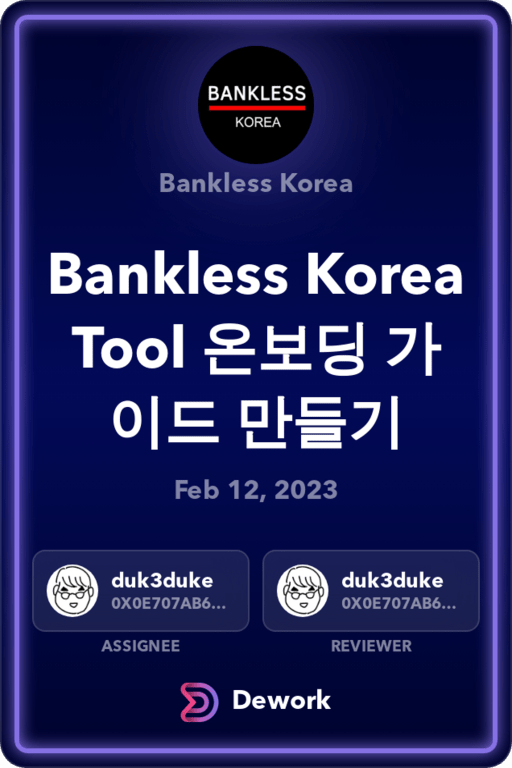 BANKLESS
KOREA
Bankless Korea
Bankless Korea
Tool 온보딩 가
이드 만들기
Feb 12, 2023
duk3duke
0X0E707AB6...
ASSIGNEE
duk3duke
0X0E707AB6...
REVIEWER
Dework